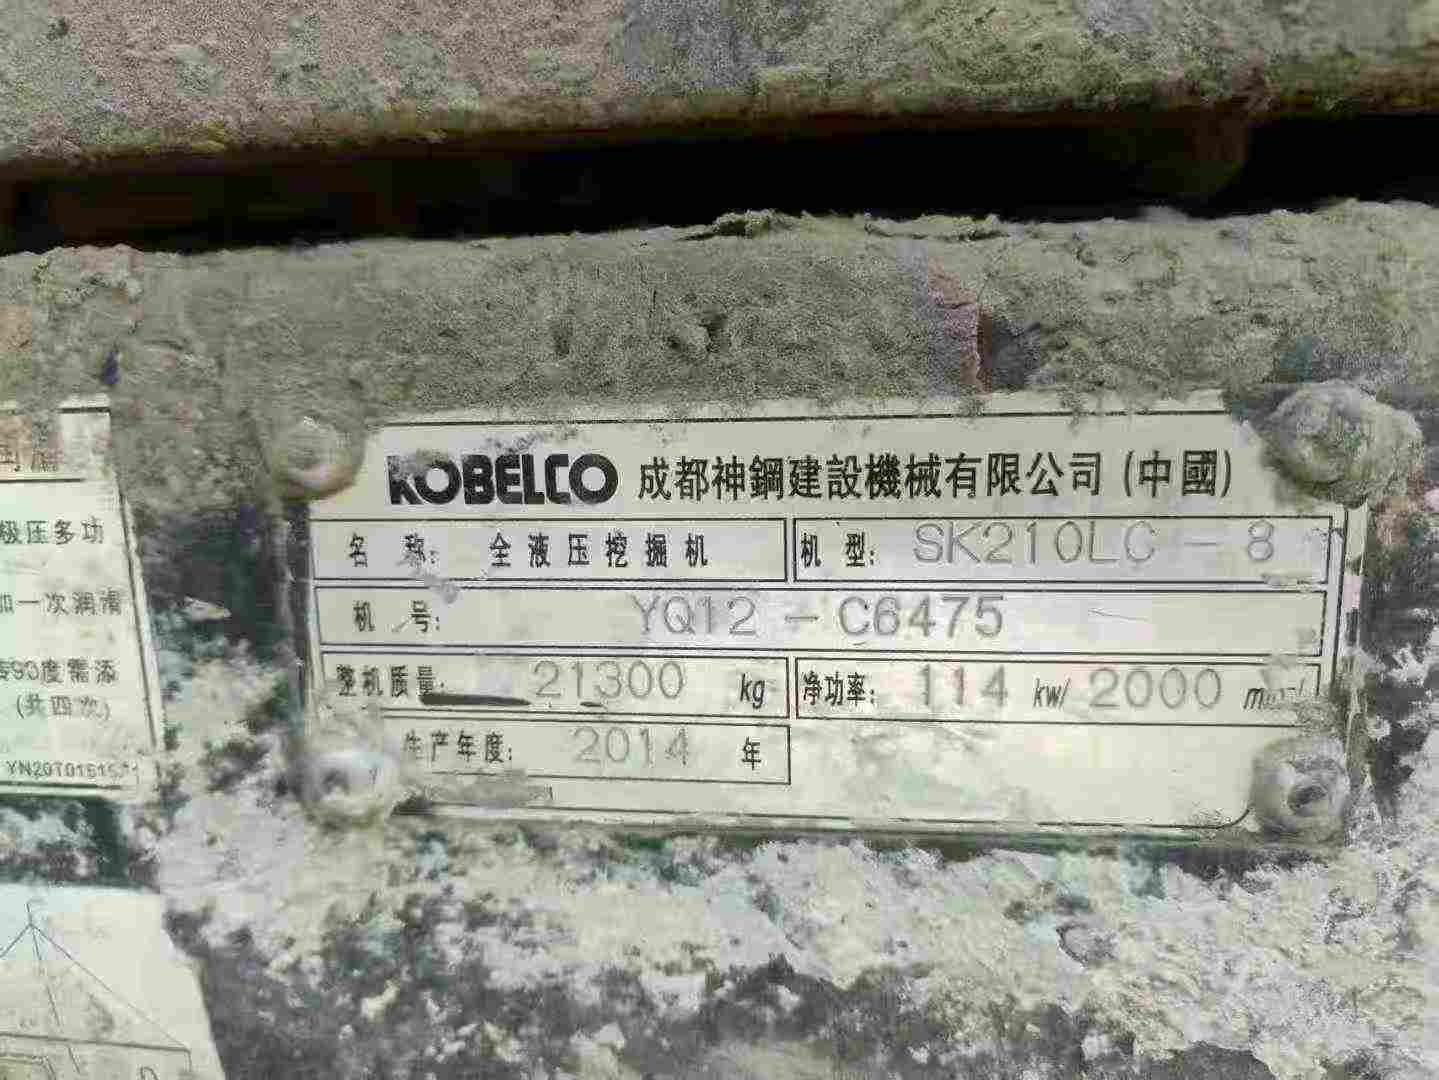 KOBELCO 成都神鋼建設機械有限公司 (中國)
名 称: 全液压挖掘机 机 型: SK210LC - 8
机 号: YQ12 - C6475
整机质量: 21300 kg 净功率: 114 kw/ 2000
生产年度: 2014 年
极压多功
加一次润滑
90度需添
(共四次)